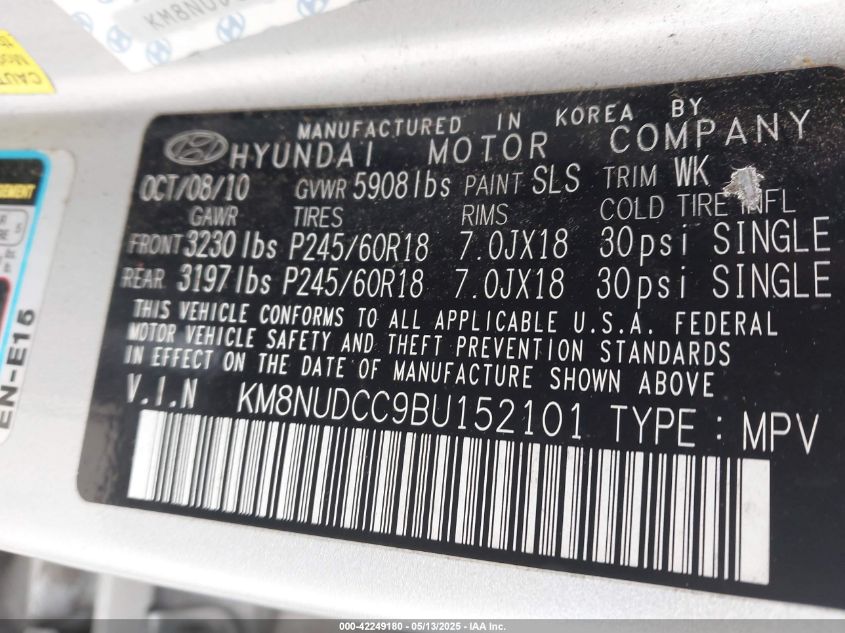 KM8NUD
CAUT
MANUFACTURED IN KOREA BY
HYUNDAI MOTOR COMPANY
OCT/08/10 GVWR 5908lbs PAINT SLS TRIM WK
GAWR TIRES RIMS COLD TIRE INFL
FRONT 3230 lbs P245/60R18 7.0JX18 30psi SINGLE
REAR 3197 lbs P245/60R18 7.0JX18 30psi SINGLE
THIS VEHICLE CONFORMS TO ALL APPLICABLE U.S.A. FEDERAL
MOTOR VEHICLE SAFETY AND THEFT PREVENTION STANDARDS
IN EFFECT ON THE DATE OF MANUFACTURE SHOWN ABOVE
V.I.N KM8NUDCC9BU152101 TYPE : MPV
EN-E15
000-42249180 - 05/13/2025 - IAA Inc.